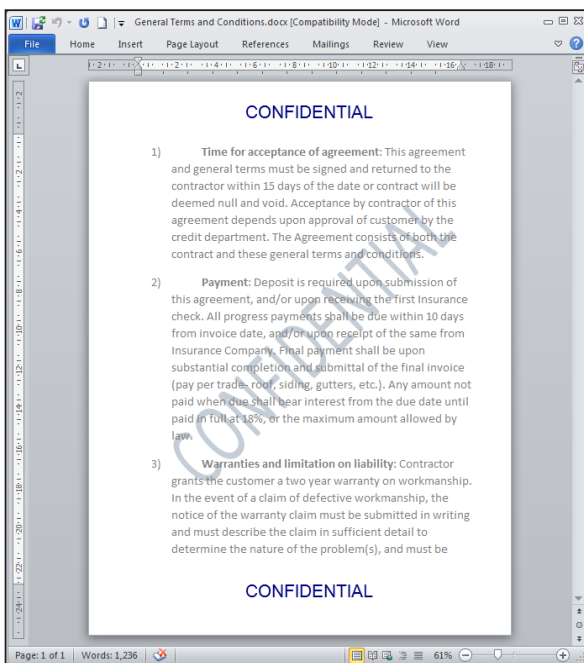 General Terms and Conditions.docx [Compatibility Mode] - Microsoft Word
File Home Insert Page Layout References Mailings Review View
L ·2· ·2· ·4· ·6· ·8· ·10· ·12· ·14· ·16· ·18·
CONFIDENTIAL
1) Time for acceptance of agreement: This agreement
and general terms must be signed and returned to the
contractor within 15 days of the date or contract will be
deemed null and void. Acceptance by contractor of this
agreement depends upon approval of customer by the
credit department. The Agreement consists of both the
contract and these general terms and conditions.
2) Payment: Deposit is required upon submission of
this agreement, and/or upon receiving the first Insurance
check. All progress payments shall be due within 10 days
from invoice date, and/or upon receipt of the same from
Insurance Company. Final payment shall be upon
substantial completion and submittal of the final invoice
(pay per trade- roof, siding, gutters, etc.). Any amount not
paid when due shall bear interest from the due date until
paid in full at 18%, or the maximum amount allowed by
law.
3) Warranties and limitation on liability: Contractor
grants the customer a two year warranty on workmanship.
In the event of a claim of defective workmanship, the
notice of the warranty claim must be submitted in writing
and must describe the claim in sufficient detail to
determine the nature of the problem(s), and must be
CONFIDENTIAL
CONFIDENTIAL
Page: 1 of 1 Words: 1,236 61%